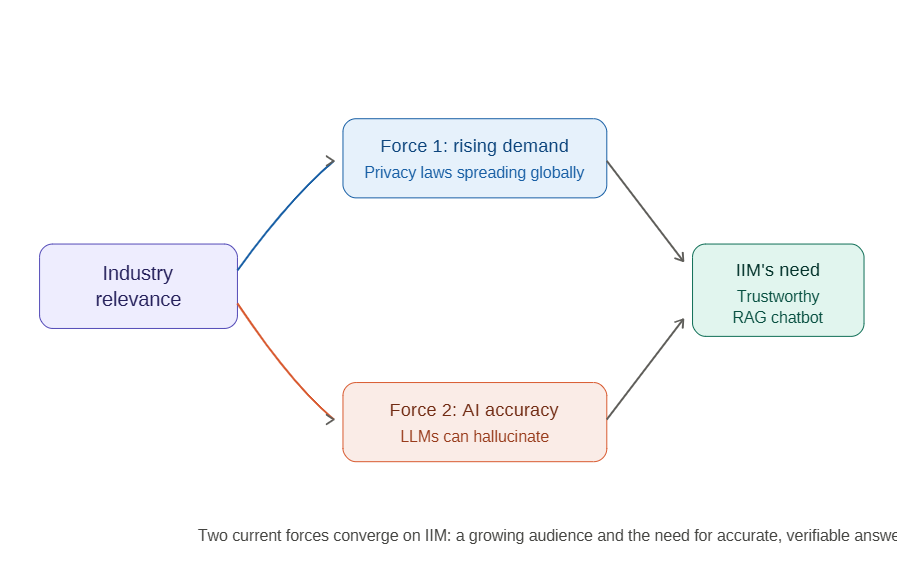 Force 1: rising demand
Privacy laws spreading globally
Industry
relevance
IIM's need
Trustworthy
RAG chatbot
Force 2: AI accuracy
LLMs can hallucinate
Two current forces converge on IIM: a growing audience and the need for accurate, verifiable